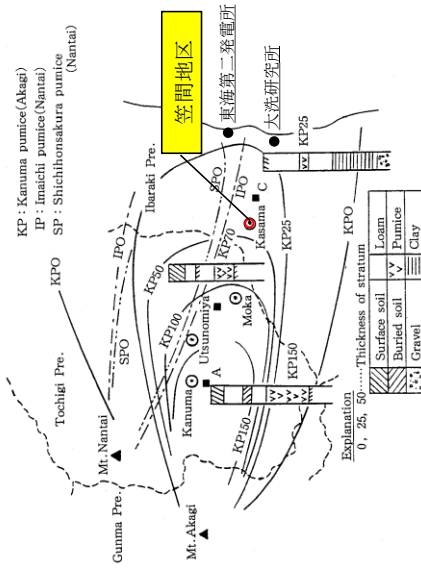 KP : Kanuma pumice(Akagi)
IP : Imaichi pumice(Nantai)
SP : Shichihonsakura pumice
(Nantai)
笠間地区
東海第二発電所
大洗研究所
Gunma Pre.
Tochigi Pre.
Ibaraki Pre.
Mt.Nantai
Mt.Akagi
KPO
IPO
SPO
KP50
KP100
KP70
SPO
IPO
KP25
Kanuma
Utsunomiya
Moka
Kasama
A
C
KP150
KP150
KP25
KPO
Explanation
0, 25, 50······Thickness of stratum
Surface soil
Loam
Buried soil
Pumice
Gravel
Clay